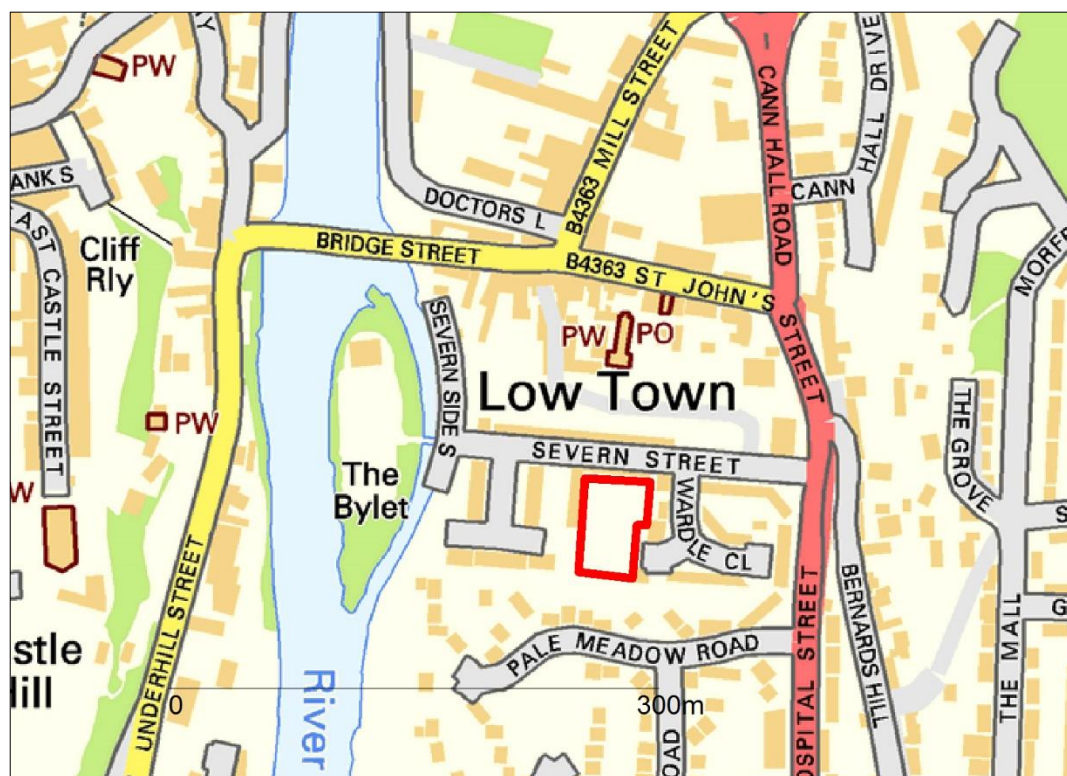 Y
PW
B4363 MILL STREET
CANN HALL ROAD
CANN HALL DRIVE
ANK S
DOCTORS L
CANN
AST CASTLE STREET
Cliff
Rly
BRIDGE STREET
B4363 ST JOHN'S STREET
MORF
PW
PO
SEVERN SIDE S
Low Town
PW
THE GROVE
SEVERN STREET
The
Bylet
WARDLE CL
W
S
UNDERHILL STREET
BERNARDS HILL
THE MALL
G
PALE MEADOW ROAD
OSPITAL STREET
stle
Hill
River
0
300m
OAD